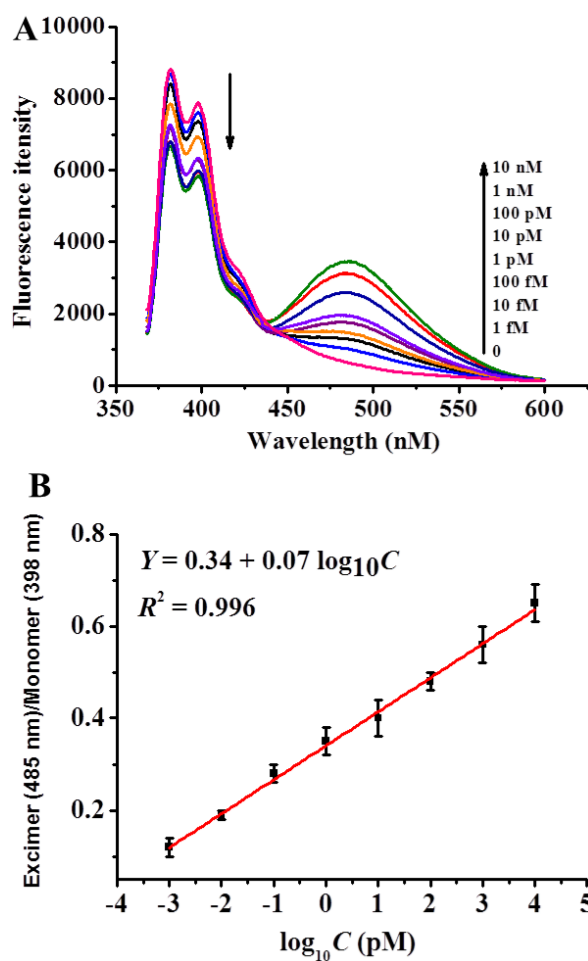 A
Fluorescence itensity
10000
8000
6000
4000
2000
0
10 nM
1 nM
100 pM
10 pM
1 pM
100 fM
10 fM
1 fM
0
350 400 450 500 550 600
Wavelength (nM)
B
Excimer (485 nm)/Monomer (398 nm)
0.8
0.6
0.4
0.2
Y = 0.34 + 0.07 log₁₀C
R² = 0.996
-4 -3 -2 -1 0 1 2 3 4 5
log₁₀ C (pM)